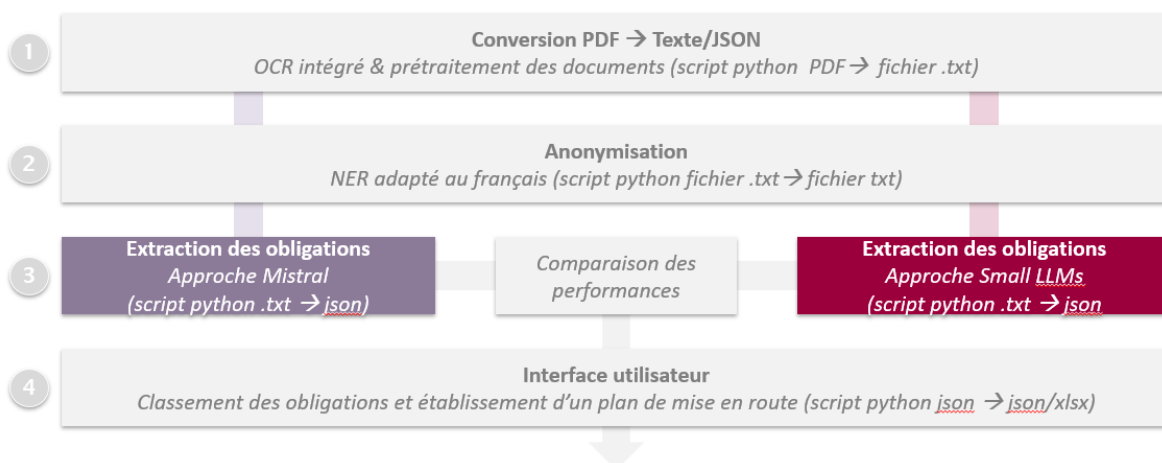 1
Conversion PDF → Texte/JSON
OCR intégré & prétraitement des documents (script python PDF→ fichier .txt)
2
Anonymisation
NER adapté au français (script python fichier .txt→ fichier txt)
3
Extraction des obligations
Approche Mistral
(script python .txt → json)
Comparaison des
performances
Extraction des obligations
Approche Small LLMs
(script python .txt → json
4
Interface utilisateur
Classement des obligations et établissement d’un plan de mise en route (script python json → json/xlsx)